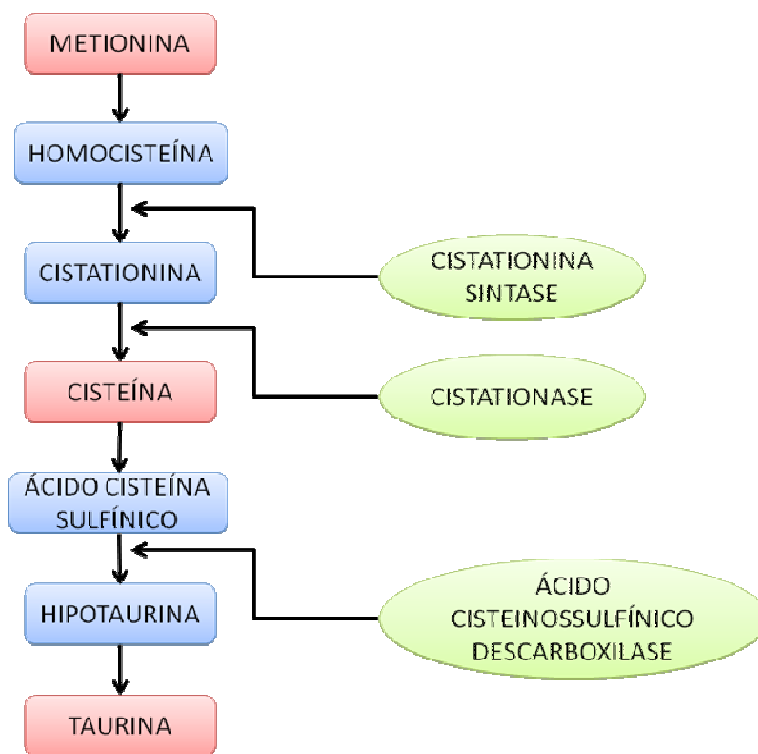 METIONINA
HOMOCISTEÍNA
CISTATIONINA
SINTASE
CISTATIONINA
CISTATIONASE
CISTEÍNA
ÁCIDO CISTEÍNA
SULFÍNICO
ÁCIDO
CISTEINOSSULFÍNICO
DESCARBOXILASE
HIPOTAURINA
TAURINA